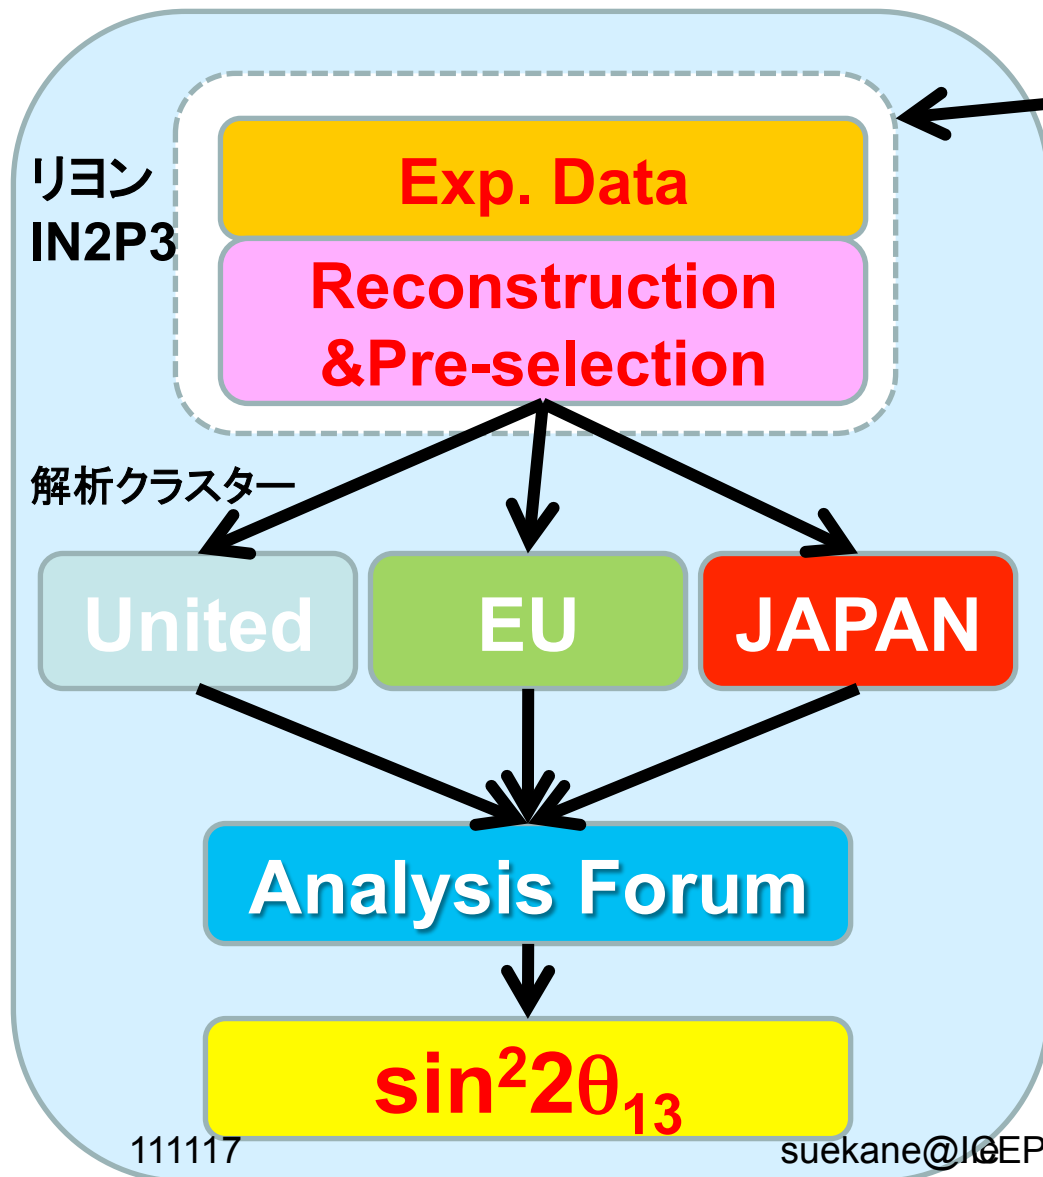 リヨン
IN2P3
Exp. Data
Reconstruction
&Pre-selection
解析クラスター
United
EU
JAPAN
Analysis Forum
sin²2θ₁₃
111117
suekane@